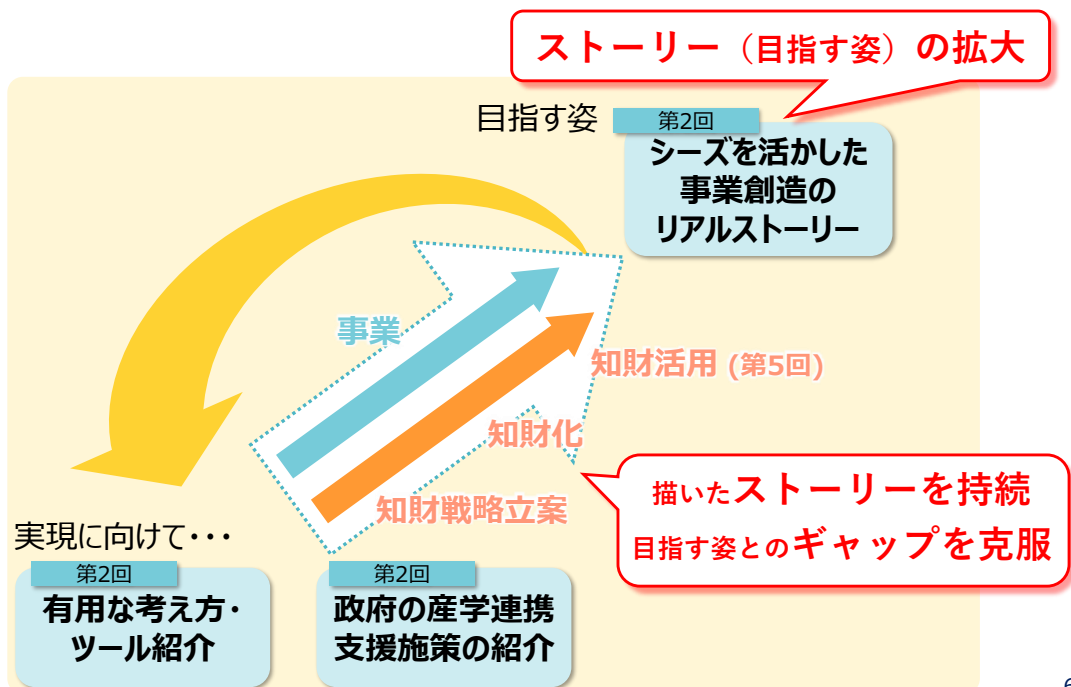 ストーリー（目指す姿）の拡大
目指す姿
第2回
シーズを活かした
事業創造の
リアルストーリー
事業
知財活用 (第5回)
知財化
知財戦略立案
描いたストーリーを持続
目指す姿とのギャップを克服
実現に向けて・・・
第2回
有用な考え方・
ツール紹介
第2回
政府の産学連携
支援施策の紹介